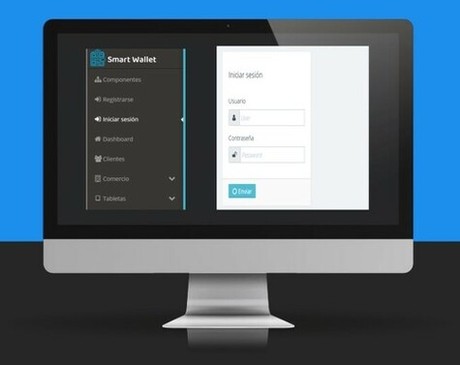 Smart Wallet
Componentes
Registrarse
Iniciar sesión
Dashboard
Clientes
Comercio
Tabletas
Iniciar sesión
Usuario
User
Contraseña
Password
Enviar